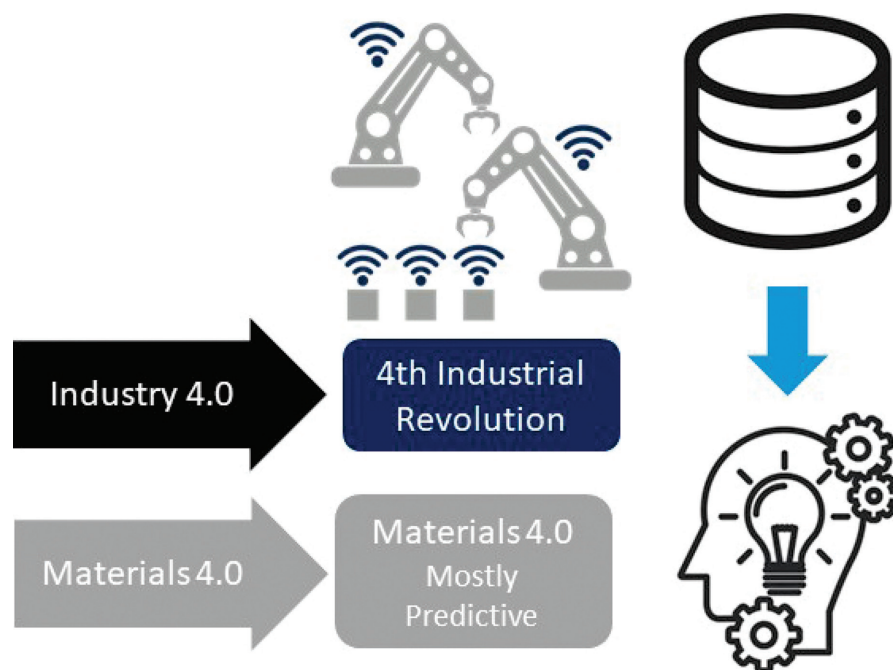 Industry 4.0
4th Industrial
Revolution
Materials 4.0
Materials 4.0
Mostly
Predictive